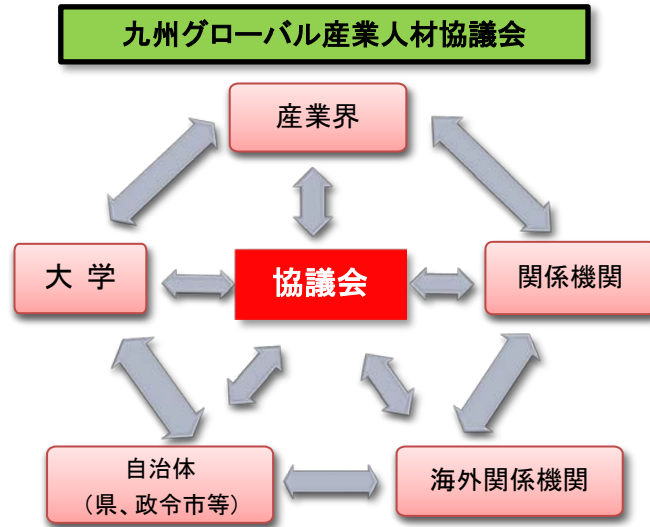 九州グローバル産業人材協議会
産業界
大 学
協議会
関係機関
自治体
（県、政令市等）
海外関係機関